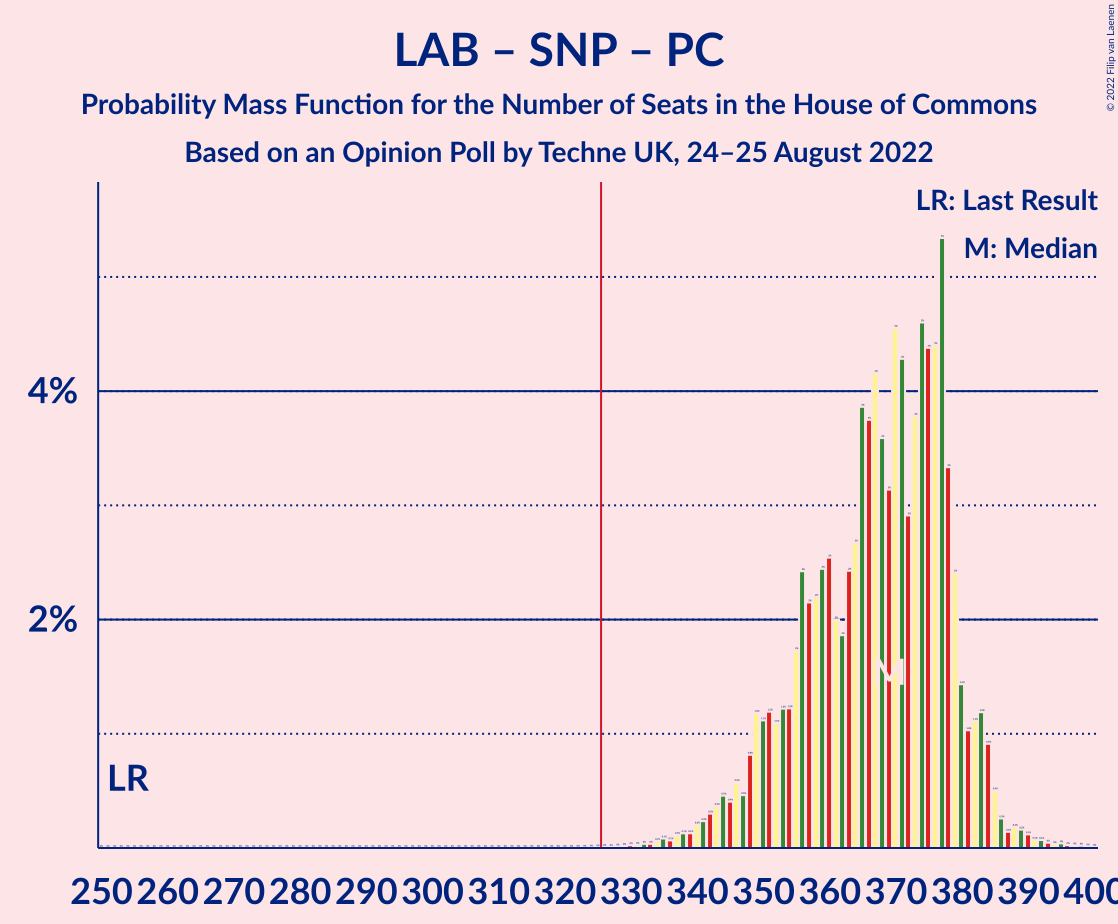 LAB – SNP – PC
Probability Mass Function for the Number of Seats in the House of Commons
Based on an Opinion Poll by Techne UK, 24–25 August 2022
© 2022 Filip van Laenen
LR: Last Result
M: Median
4%
2%
LR
M
250 260 270 280 290 300 310 320 330 340 350 360 370 380 390 400